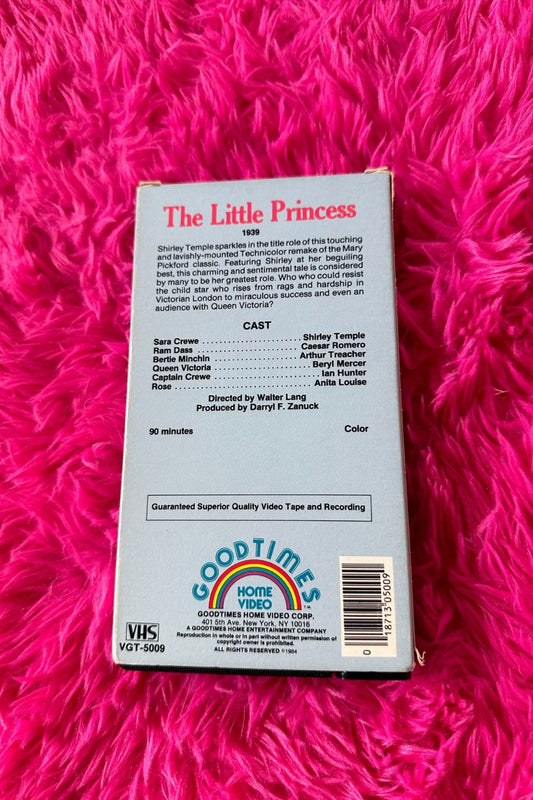 The Little Princess
1939
Shirley Temple sparkles in the title role of this touching
and lavishly-mounted Technicolor remake of the Mary
Pickford classic. Featuring Shirley at her beguiling
best, this charming and sentimental tale is considered
by many to be her greatest role. Who who could resist
the child star who rises from rags and hardship in
Victorian London to miraculous success and even an
audience with Queen Victoria?
CAST
Sara Crewe . . . . . . . . . . . . . . . . . . . . Shirley Temple
Ram Dass . . . . . . . . . . . . . . . . . . . . Caesar Romero
Bertie Minchin . . . . . . . . . . . . . . . . . Arthur Treacher
Queen Victoria . . . . . . . . . . . . . . . . . . . Beryl Mercer
Captain Crewe . . . . . . . . . . . . . . . . . . . . . Ian Hunter
Rose . . . . . . . . . . . . . . . . . . . . . . . . . . . Anita Louise
Directed by Walter Lang
Produced by Darryl F. Zanuck
90 minutes Color
Guaranteed Superior Quality Video Tape and Recording
GOODTIMES
HOME
VIDEO
TM
GOODTIMES HOME VIDEO CORP.
401 5th Ave. New York, NY 10016
A GOODTIMES HOME ENTERTAINMENT COMPANY
Reproduction in whole or in part without written permission of
copyright owner is prohibited.
ALL RIGHTS RESERVED ©1984
VHS
VGT-5009
0 18713 05009